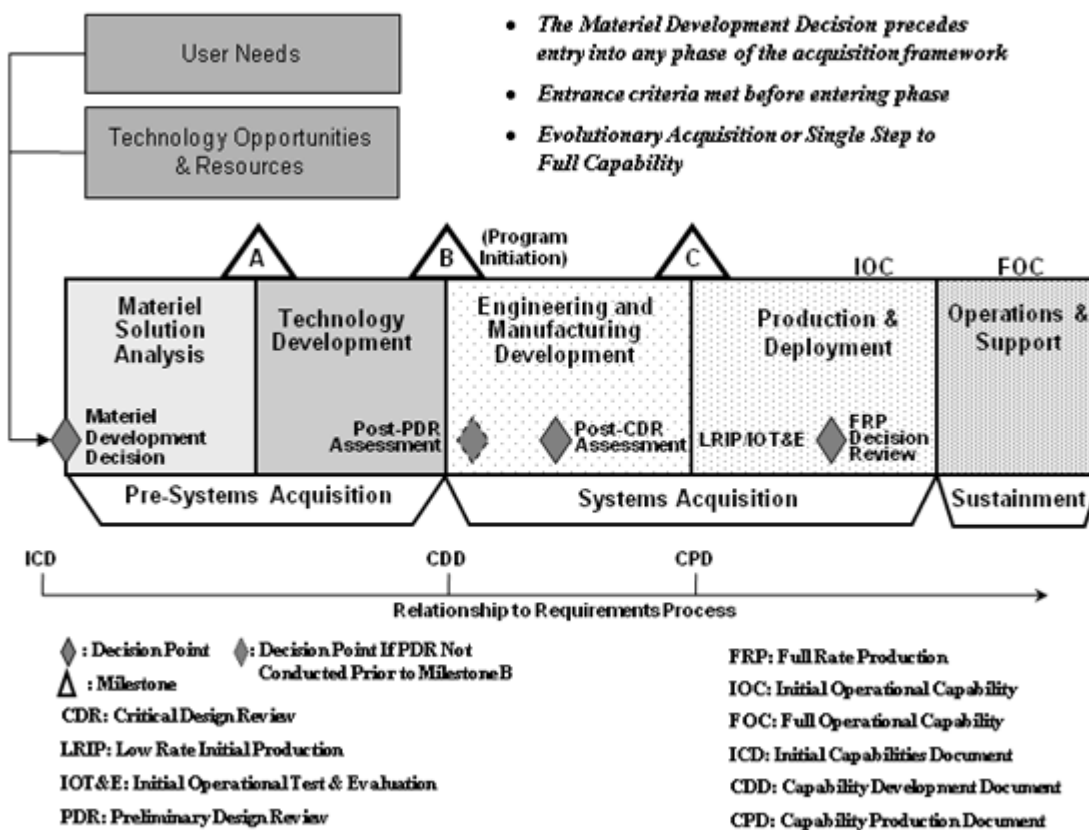 User Needs
Technology Opportunities
& Resources
• The Materiel Development Decision precedes
entry into any phase of the acquisition framework
• Entrance criteria met before entering phase
• Evolutionary Acquisition or Single Step to
Full Capability
A
B
(Program
Initiation)
C
IOC
FOC
Materiel
Solution
Analysis
Technology
Development
Engineering and
Manufacturing
Development
Production &
Deployment
Operations &
Support
Materiel
Development
Decision
Post-PDR
Assessment
Post-CDR
Assessment
LRIP/IOT&E
FRP
Decision
Review
Pre-Systems Acquisition
Systems Acquisition
Sustainment
ICD
CDD
CPD
Relationship to Requirements Process
: Decision Point
: Decision Point If PDR Not
Conducted Prior to Milestone B
: Milestone
CDR: Critical Design Review
LRIP: Low Rate Initial Production
IOT&E: Initial Operational Test & Evaluation
PDR: Preliminary Design Review
FRP: Full Rate Production
IOC: Initial Operational Capability
FOC: Full Operational Capability
ICD: Initial Capabilities Document
CDD: Capability Development Document
CPD: Capability Production Document